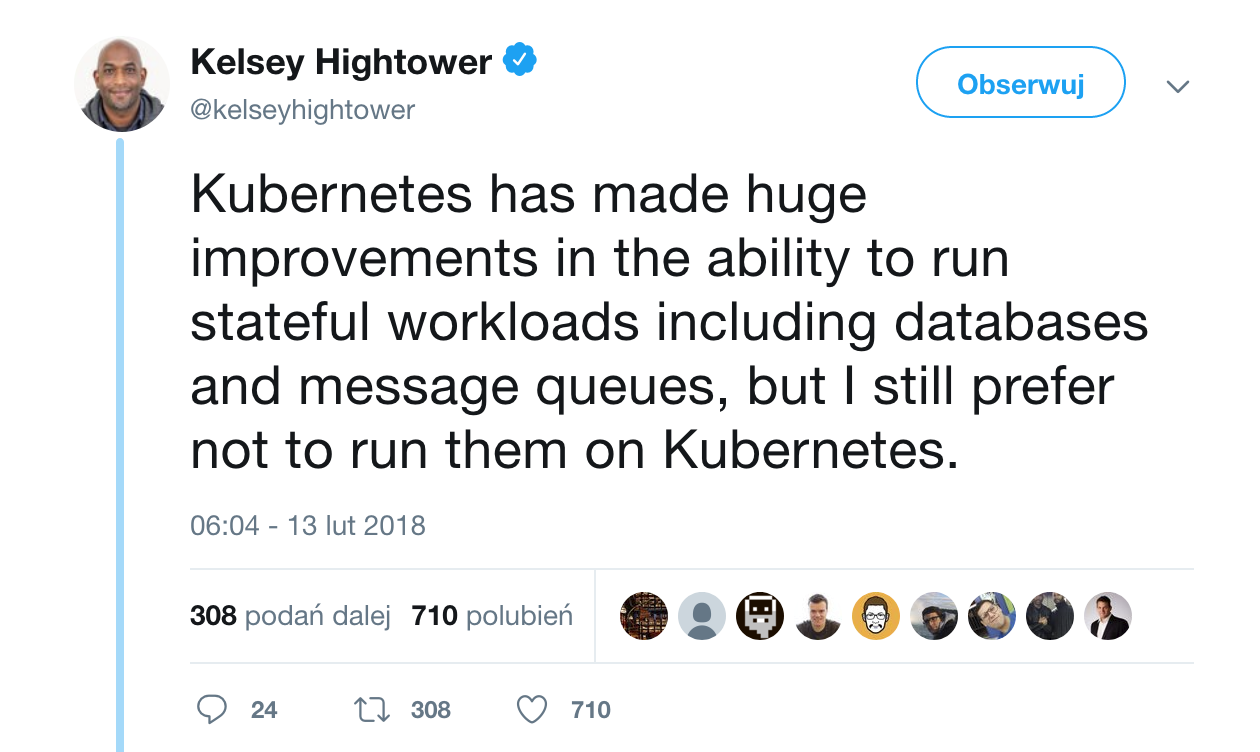 Kelsey Hightower
@kelseyhightower
Obserwuj
Kubernetes has made huge
improvements in the ability to run
stateful workloads including databases
and message queues, but I still prefer
not to run them on Kubernetes.
06:04 - 13 lut 2018
308 podań dalej 710 polubień
24 308 710